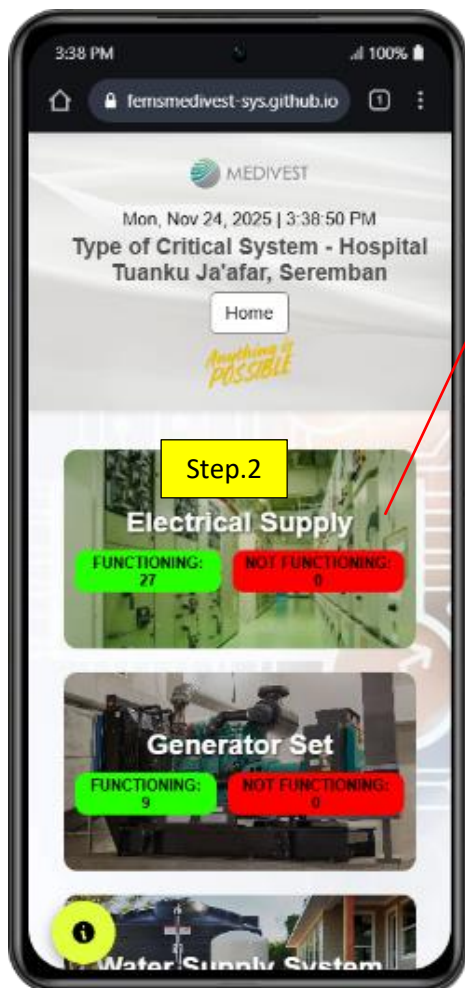 3:38 PM
100%
femsmedivest-sys.github.io
1
MEDIVEST
Mon, Nov 24, 2025 | 3:38:50 PM
Type of Critical System - Hospital
Tuanku Ja'afar, Seremban
Home
Anything is
POSSIBLE
Step.2
Electrical Supply
FUNCTIONING:
27
NOT FUNCTIONING:
0
Generator Set
FUNCTIONING:
9
NOT FUNCTIONING:
0
Water Supply System